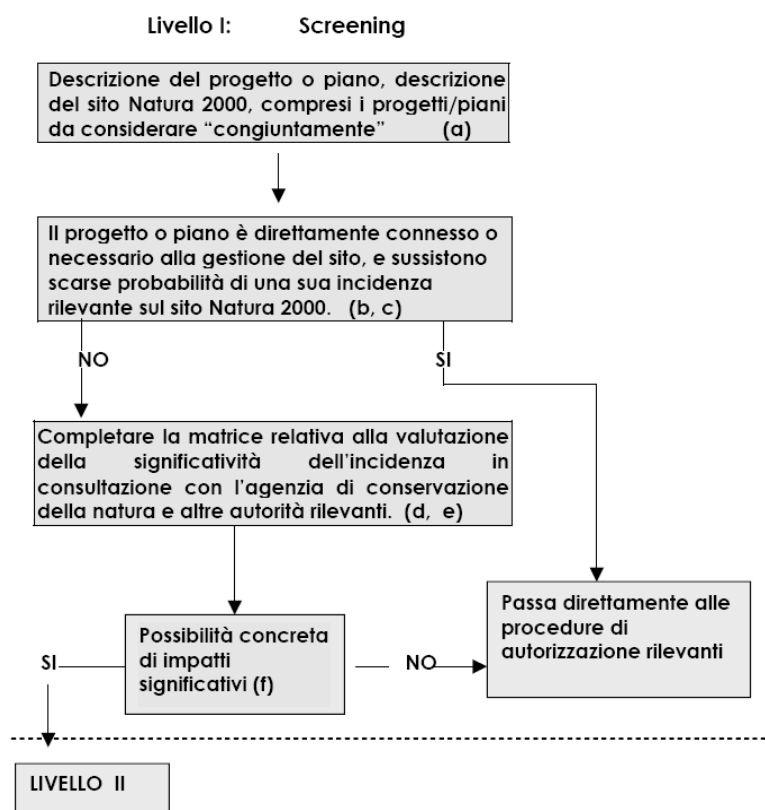 Livello I: Screening
Descrizione del progetto o piano, descrizione
del sito Natura 2000, compresi i progetti/piani
da considerare “congiuntamente” (a)
Il progetto o piano è direttamente connesso o
necessario alla gestione del sito, e sussistono
scarse probabilità di una sua incidenza
rilevante sul sito Natura 2000. (b, c)
NO
SI
Completare la matrice relativa alla valutazione
della significatività dell’incidenza in
consultazione con l’agenzia di conservazione
della natura e altre autorità rilevanti. (d, e)
Possibilità concreta
di impatti
significativi (f)
SI
NO
Passa direttamente alle
procedure di
autorizzazione rilevanti
LIVELLO II